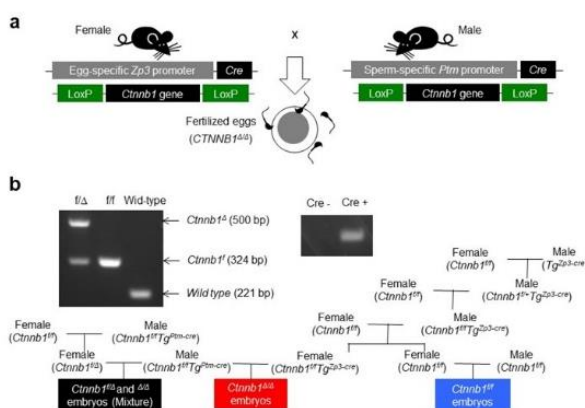 a
Female
x
Male
Egg-specific Zp3 promoter
Cre
Sperm-specific Ptm promoter
Cre
LoxP
Ctnnb1 gene
LoxP
LoxP
Ctnnb1 gene
LoxP
Fertilized eggs
(CTNNB1Δ/Δ)
b
f/Δ f/f Wid-type
Ctnnb1Δ (500 bp)
Ctnnb1f (324 bp)
Wild type (221 bp)
Cre - Cre +
Female
(Ctnnb1f/f)
Male
(TgZp3-cre)
Female
(Ctnnb1f/f)
Male
(Ctnnb1f/+TgZp3-cre)
Female
(Ctnnb1f/f)
Male
(Ctnnb1f/fTgZp3-cre)
Female
(Ctnnb1f/f)
Male
(Ctnnb1f/fTgPtm-cre)
Female
(Ctnnb1f/Δ)
Male
(Ctnnb1f/fTgPtm-cre)
Female
(Ctnnb1f/fTgZp3-cre)
Female
(Ctnnb1f/f)
Male
(Ctnnb1f/f)
Ctnnb1f/Δ and Δ/Δ
embryos (Mixture)
Ctnnb1Δ/Δ
embryos
Ctnnb1f/f
embryos